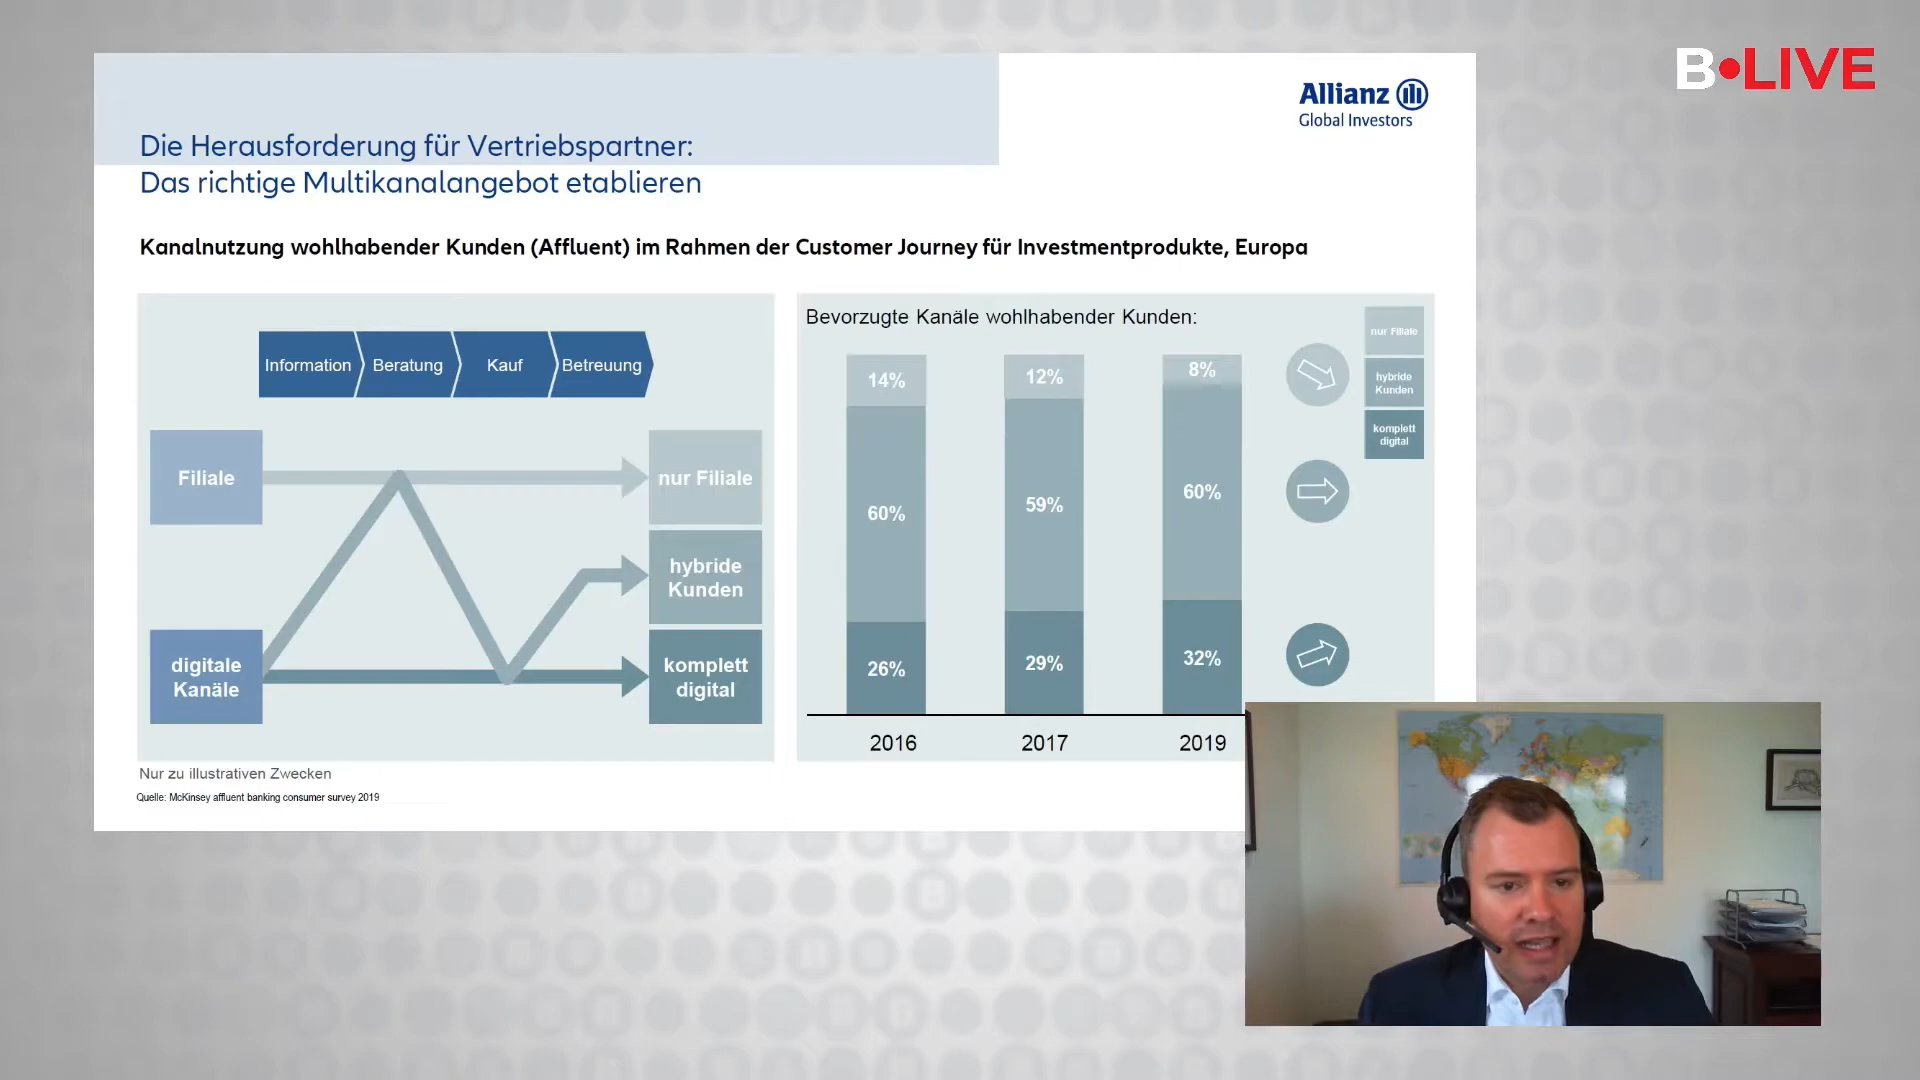 B●LIVE
Allianz
Global Investors
Die Herausforderung für Vertriebspartner:
Das richtige Multikanalangebot etablieren
Kanalnutzung wohlhabender Kunden (Affluent) im Rahmen der Customer Journey für Investmentprodukte, Europa
Information
Beratung
Kauf
Betreuung
Filiale
nur Filiale
hybride
Kunden
digitale
Kanäle
komplett
digital
Bevorzugte Kanäle wohlhabender Kunden:
nur Filiale
hybride
Kunden
komplett
digital
14%
12%
8%
60%
59%
60%
26%
29%
32%
2016
2017
2019
Nur zu illustrativen Zwecken
Quelle: McKinsey affluent banking consumer survey 2019